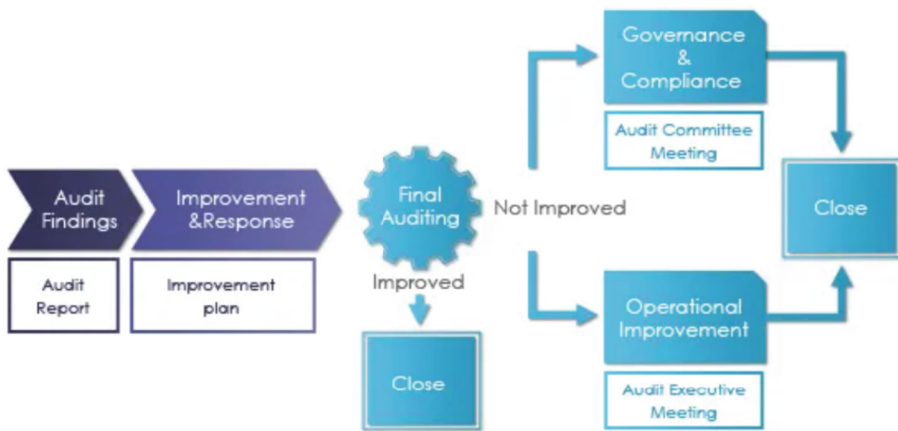 Audit
Findings
Audit
Report
Improvement
&Response
Improvement
plan
Final
Auditing
Improved
Close
Not Improved
Governance
&
Compliance
Audit Committee
Meeting
Operational
Improvement
Audit Executive
Meeting
Close